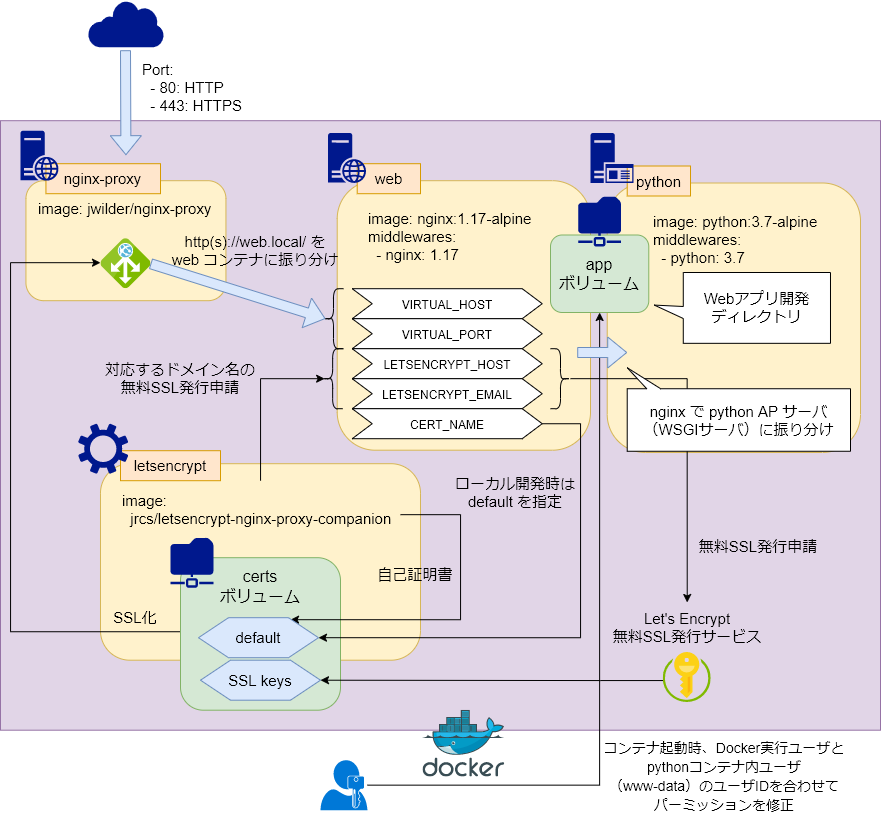 Port:
- 80: HTTP
- 443: HTTPS
nginx-proxy
image: jwilder/nginx-proxy
http(s)://web.local/ を
web コンテナに振り分け
web
image: nginx:1.17-alpine
middlewares:
- nginx: 1.17
VIRTUAL_HOST
VIRTUAL_PORT
LETSENCRYPT_HOST
LETSENCRYPT_EMAIL
CERT_NAME
python
image: python:3.7-alpine
middlewares:
- python: 3.7
app
ボリューム
Webアプリ開発
ディレクトリ
nginx で python AP サーバ
（WSGIサーバ）に振り分け
対応するドメイン名の
無料SSL発行申請
letsencrypt
image:
jrcs/letsencrypt-nginx-proxy-companion
ローカル開発時は
default を指定
自己証明書
certs
ボリューム
default
SSL keys
SSL化
無料SSL発行申請
Let's Encrypt
無料SSL発行サービス
docker
コンテナ起動時、Docker実行ユーザと
pythonコンテナ内ユーザ
（www-data）のユーザIDを合わせて
パーミッションを修正